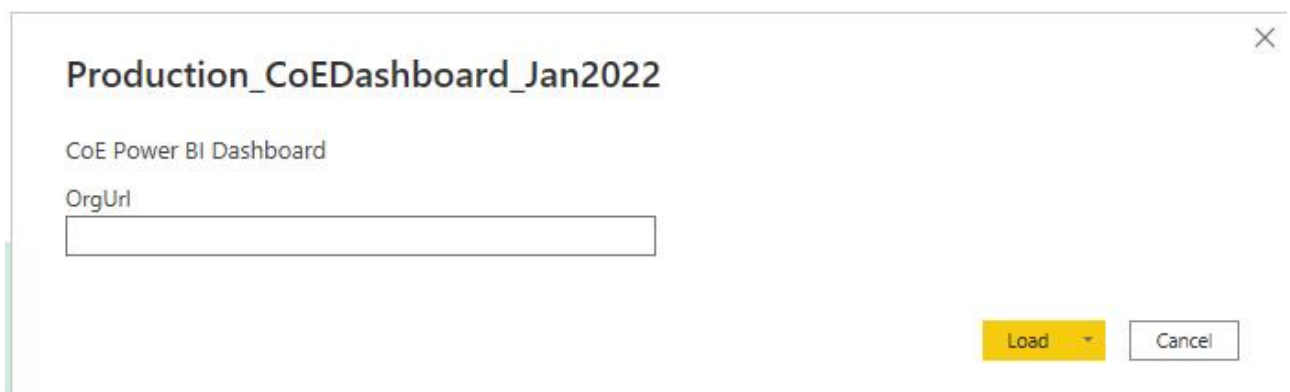 Production_CoEDashboard_Jan2022
CoE Power BI Dashboard
OrgUrl
Load
Cancel